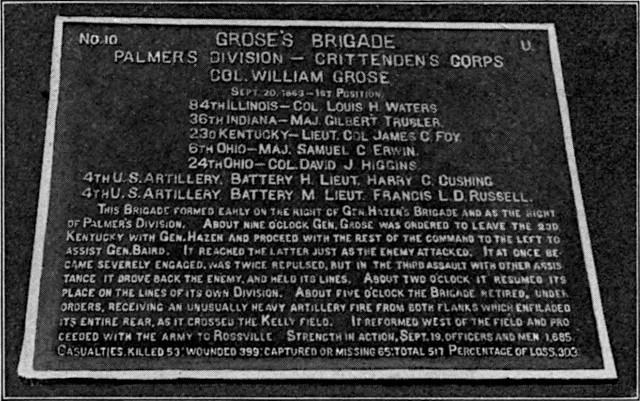 No. 10 GROSE'S BRIGADE U.
PALMER'S DIVISION — CRITTENDEN'S CORPS
COL. WILLIAM GROSE
SEPT. 20, 1863 — 1ST POSITION.
84TH ILLINOIS — COL. LOUIS H. WATERS
36TH INDIANA — MAJ. GILBERT TRUSLER.
23D KENTUCKY — LIEUT. COL. JAMES C. FOY.
6TH OHIO — MAJ. SAMUEL C. ERWIN.
24TH OHIO — COL. DAVID J. HIGGINS.
4TH U.S. ARTILLERY, BATTERY H. LIEUT. HARRY C. CUSHING
4TH U.S. ARTILLERY, BATTERY M. LIEUT. FRANCIS L.D. RUSSELL.
THIS BRIGADE FORMED EARLY ON THE RIGHT OF GEN. HAZEN'S BRIGADE AND AS THE RIGHT
OF PALMER'S DIVISION. ABOUT NINE O'CLOCK GEN. GROSE WAS ORDERED TO LEAVE THE 23D
KENTUCKY WITH GEN. HAZEN AND PROCEED WITH THE REST OF THE COMMAND TO THE LEFT TO
ASSIST GEN. BAIRD. IT REACHED THE LATTER JUST AS THE ENEMY ATTACKED. IT AT ONCE BE
CAME SEVERELY ENGAGED, WAS TWICE REPULSED, BUT IN THE THIRD ASSAULT WITH OTHER ASSIS
TANCE IT DROVE BACK THE ENEMY, AND HELD ITS LINES. ABOUT TWO O'CLOCK IT RESUMED ITS
PLACE ON THE LINES OF ITS OWN DIVISION. ABOUT FIVE O'CLOCK THE BRIGADE RETIRED, UNDER
ORDERS, RECEIVING AN UNUSUALLY HEAVY ARTILLERY FIRE FROM BOTH FLANKS WHICH ENFILADED
ITS ENTIRE REAR, AS IT CROSSED THE KELLY FIELD. IT REFORMED WEST OF THE FIELD AND PRO
CEEDED WITH THE ARMY TO ROSSVILLE. STRENGTH IN ACTION, SEPT. 19, OFFICERS AND MEN 1,685.
CASUALTIES, KILLED 53: WOUNDED 399: CAPTURED OR MISSING 65: TOTAL 517 PERCENTAGE OF LOSS, 30.3